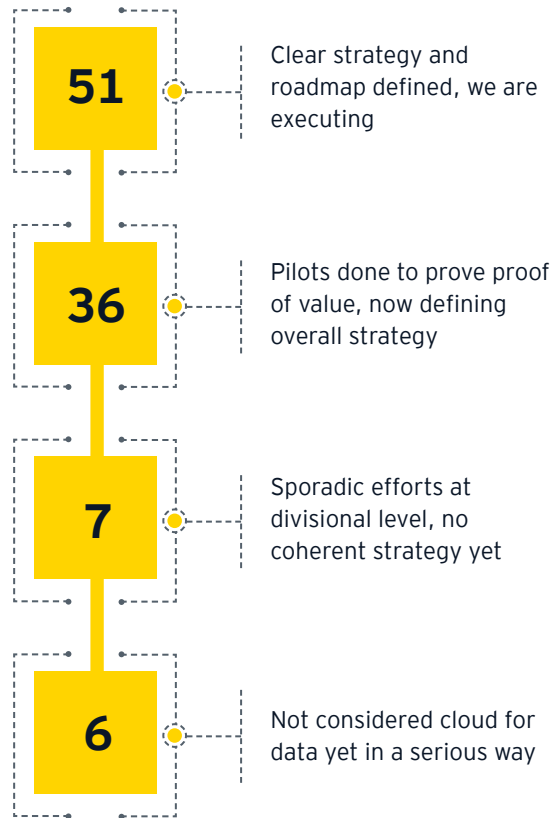 51
Clear strategy and
roadmap defined, we are
executing
36
Pilots done to prove proof
of value, now defining
overall strategy
7
Sporadic efforts at
divisional level, no
coherent strategy yet
6
Not considered cloud for
data yet in a serious way